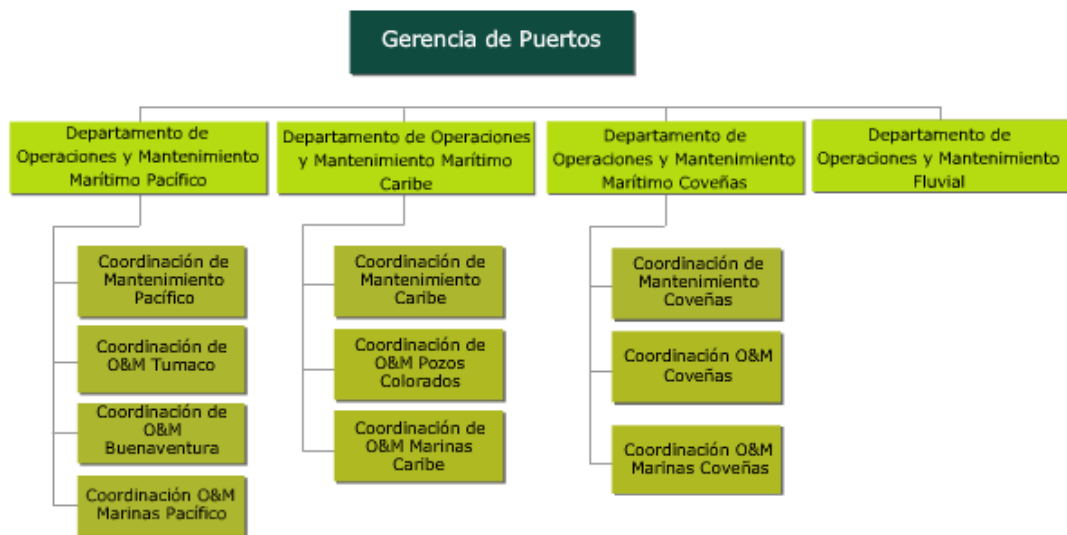 Gerencia de Puertos
Departamento de
Operaciones y Mantenimiento
Marítimo Pacífico
Departamento de Operaciones
y Mantenimiento Marítimo
Caribe
Departamento de
Operaciones y Mantenimiento
Marítimo Coveñas
Departamento de
Operaciones y Mantenimiento
Fluvial
Coordinación de
Mantenimiento
Pacífico
Coordinación de
O&M Tumaco
Coordinación de
O&M
Buenaventura
Coordinación O&M
Marinas Pacífico
Coordinación de
Mantenimiento
Caribe
Coordinación de
O&M Pozos
Colorados
Coordinación de
O&M Marinas
Caribe
Coordinación de
Mantenimiento
Coveñas
Coordinación O&M
Coveñas
Coordinación O&M
Marinas Coveñas